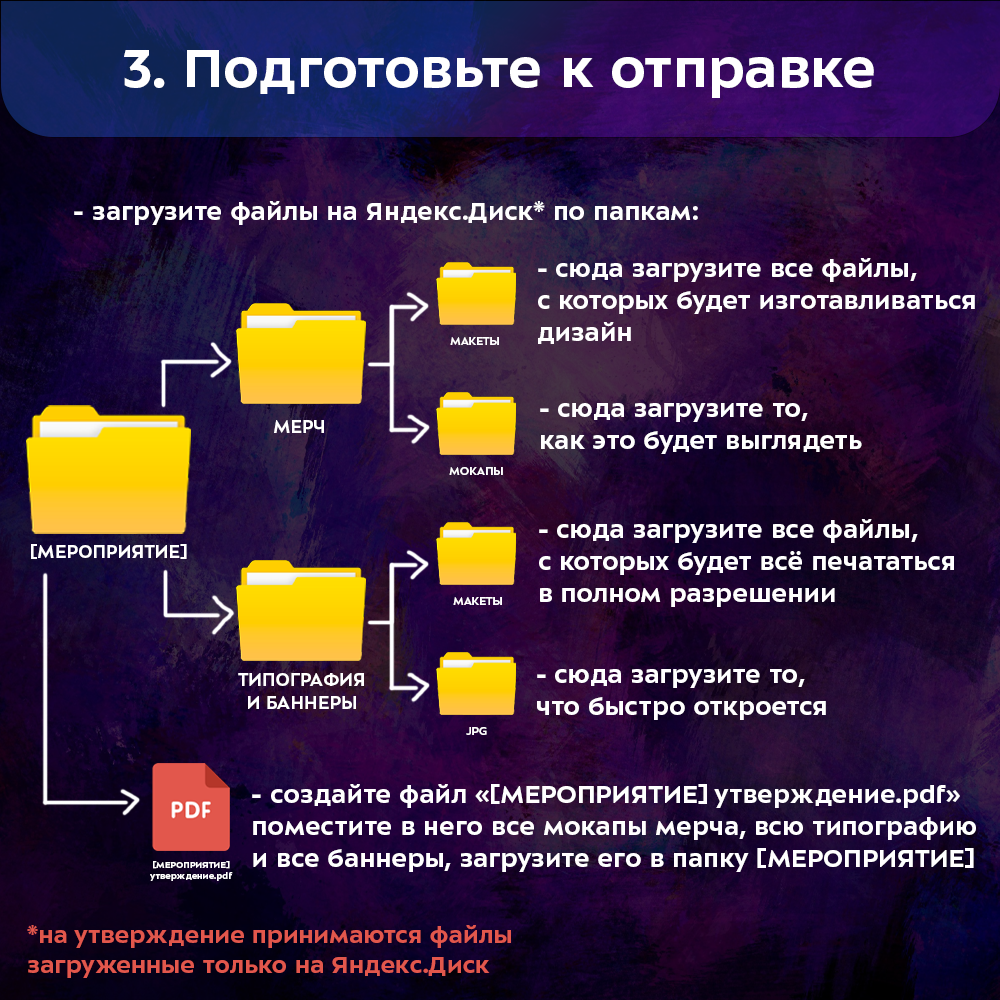 3. Подготовьте к отправке
- загрузите файлы на Яндекс.Диск* по папкам:
- сюда загрузите все файлы,
с которых будет изготавливаться
дизайн
МАКЕТЫ
МЕРЧ
- сюда загрузите то,
как это будет выглядеть
МОКАПЫ
[МЕРОПРИЯТИЕ]
- сюда загрузите все файлы,
с которых будет всё печататься
в полном разрешении
МАКЕТЫ
ТИПОГРАФИЯ
И БАННЕРЫ
- сюда загрузите то,
что быстро откроется
JPG
PDF
[МЕРОПРИЯТИЕ]
утверждение.pdf
- создайте файл «[МЕРОПРИЯТИЕ] утверждение.pdf»
поместите в него все мокапы мерча, всю типографию
и все баннеры, загрузите его в папку [МЕРОПРИЯТИЕ]
*на утверждение принимаются файлы
загруженные только на Яндекс.Диск